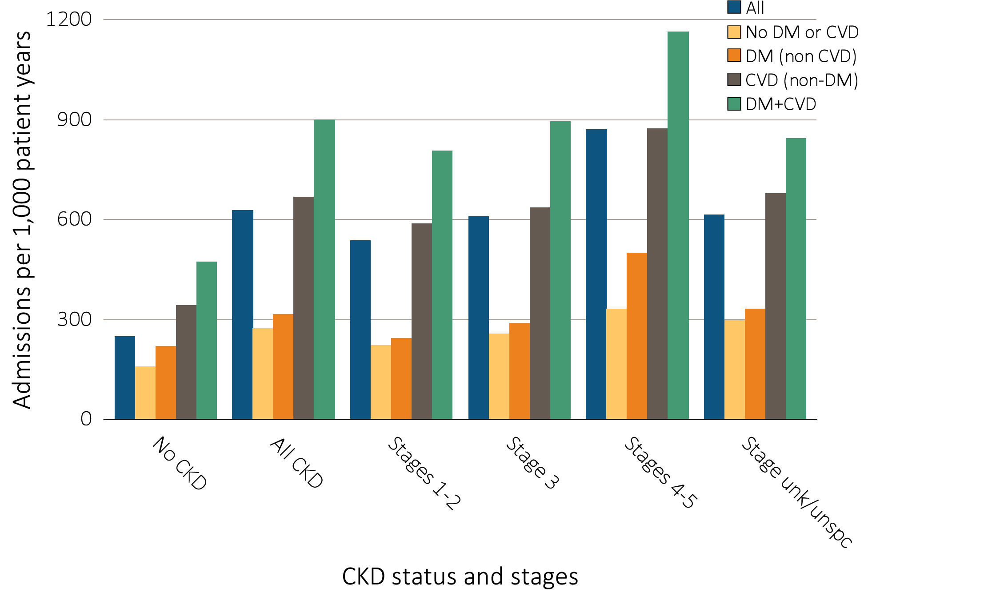 All
No DM or CVD
DM (non CVD)
CVD (non-DM)
DM+CVD
Admissions per 1,000 patient years
1200
900
600
300
0
No CKD
All CKD
Stages 1-2
Stage 3
Stages 4-5
Stage unk/unspc
CKD status and stages